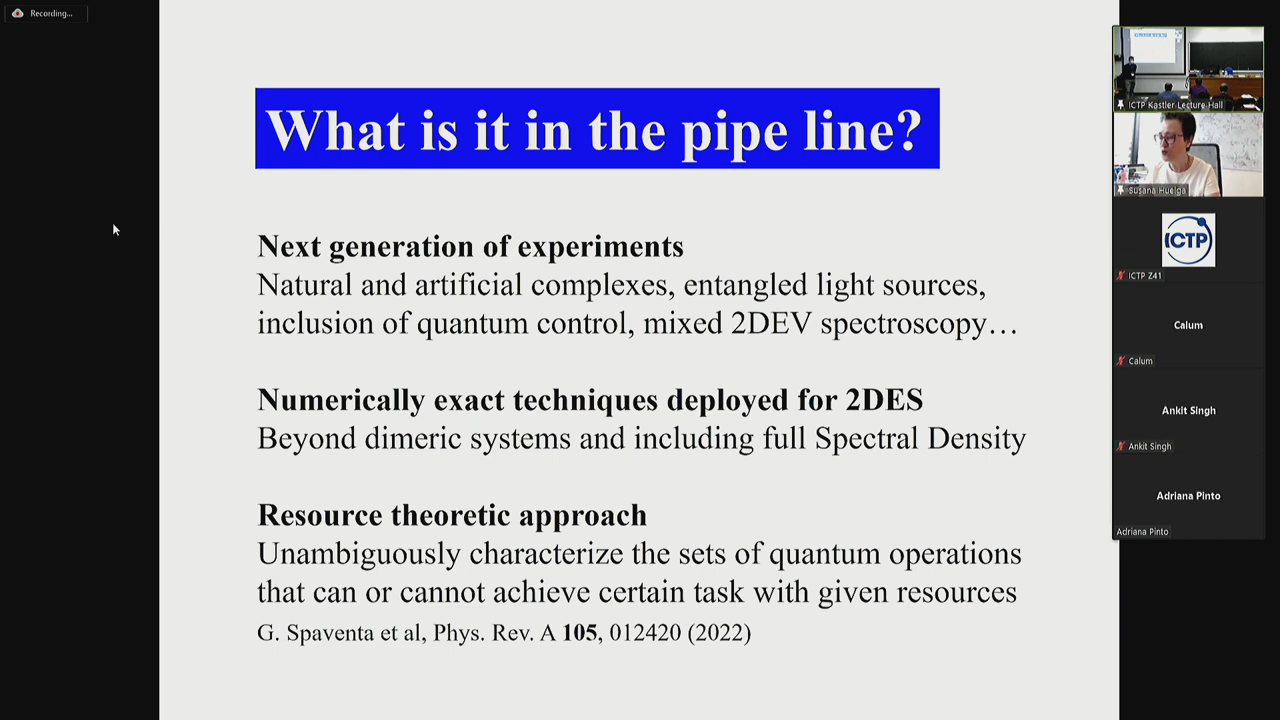 Recording...
What is it in the pipe line?
Next generation of experiments
Natural and artificial complexes, entangled light sources,
inclusion of quantum control, mixed 2DEV spectroscopy…
Numerically exact techniques deployed for 2DES
Beyond dimeric systems and including full Spectral Density
Resource theoretic approach
Unambiguously characterize the sets of quantum operations
that can or cannot achieve certain task with given resources
G. Spaventa et al, Phys. Rev. A 105, 012420 (2022)
ICTP Kastler Lecture Hall
Susana Huelga
ICTP
ICTP Z41
Calum
Calum
Ankit Singh
Ankit Singh
Adriana Pinto
Adriana Pinto